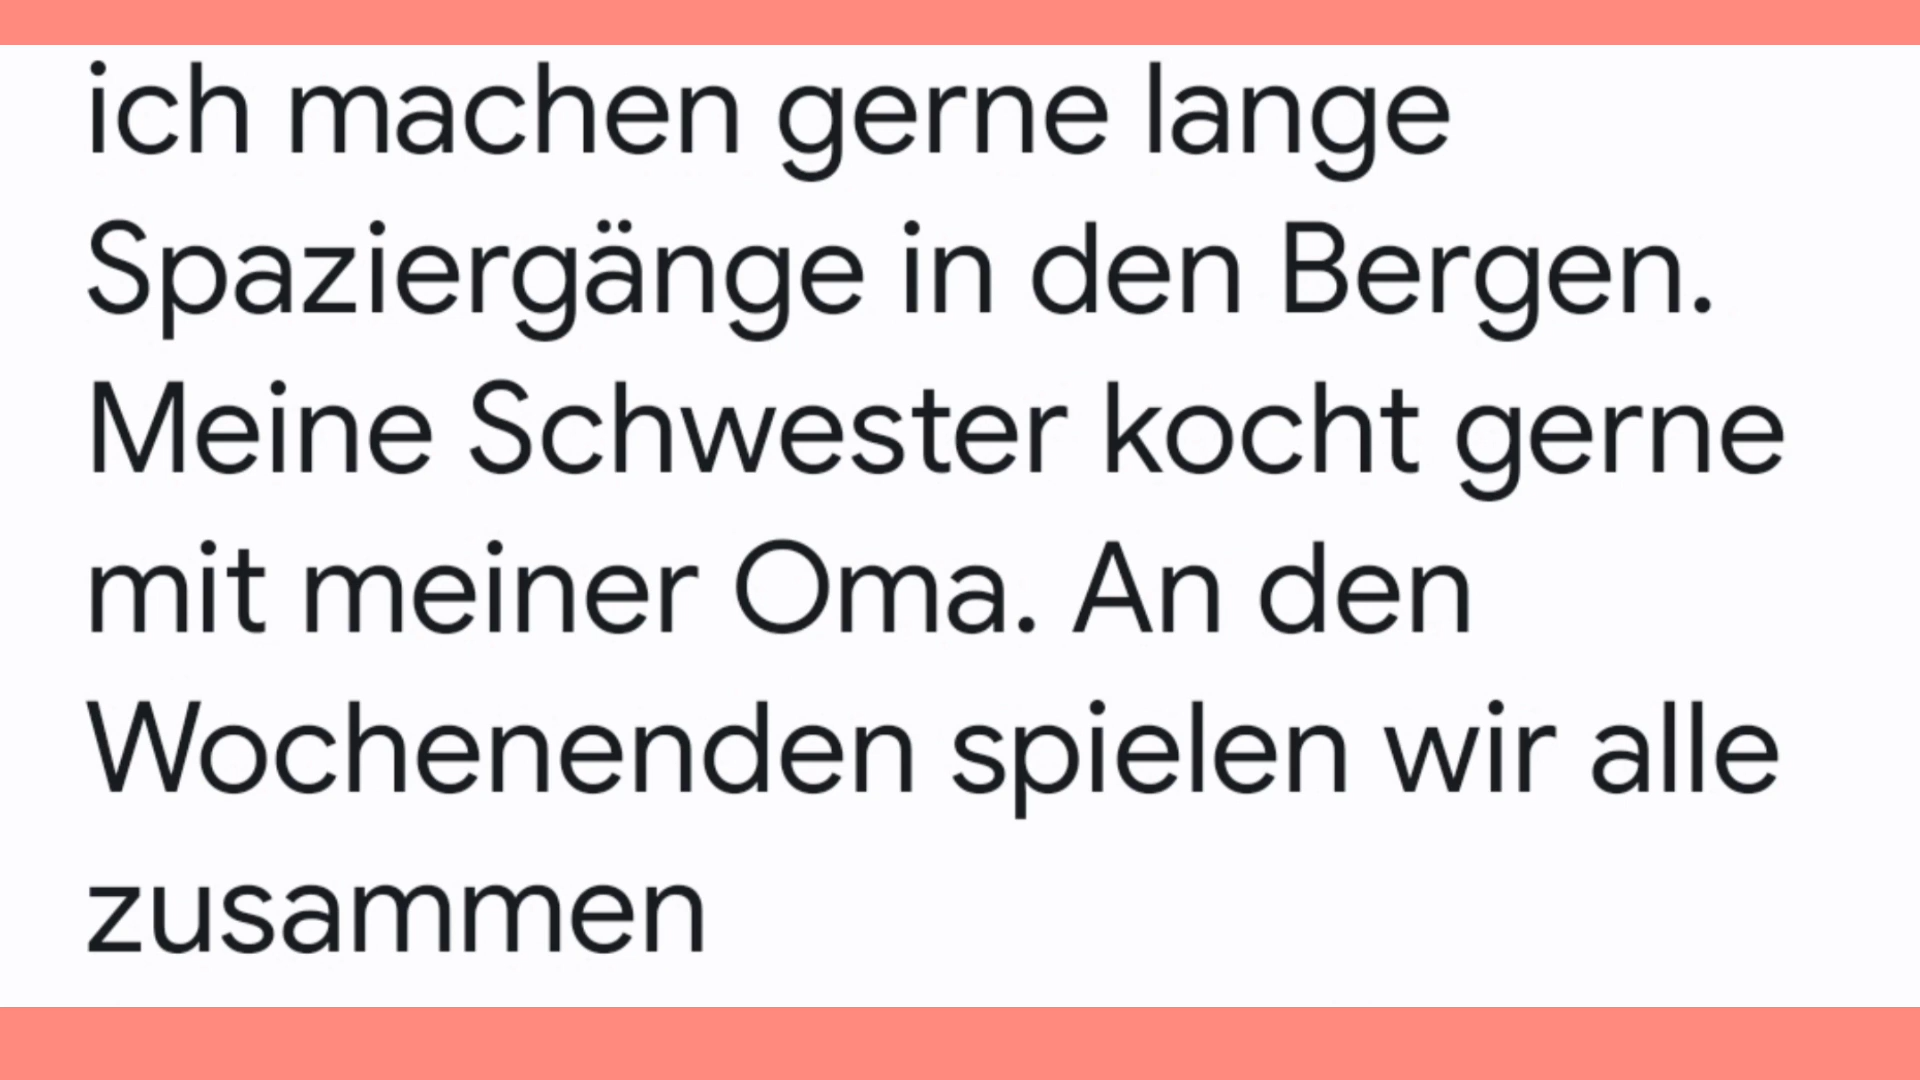 ich machen gerne lange
Spaziergänge in den Bergen.
Meine Schwester kocht gerne
mit meiner Oma. An den
Wochenenden spielen wir alle
zusammen